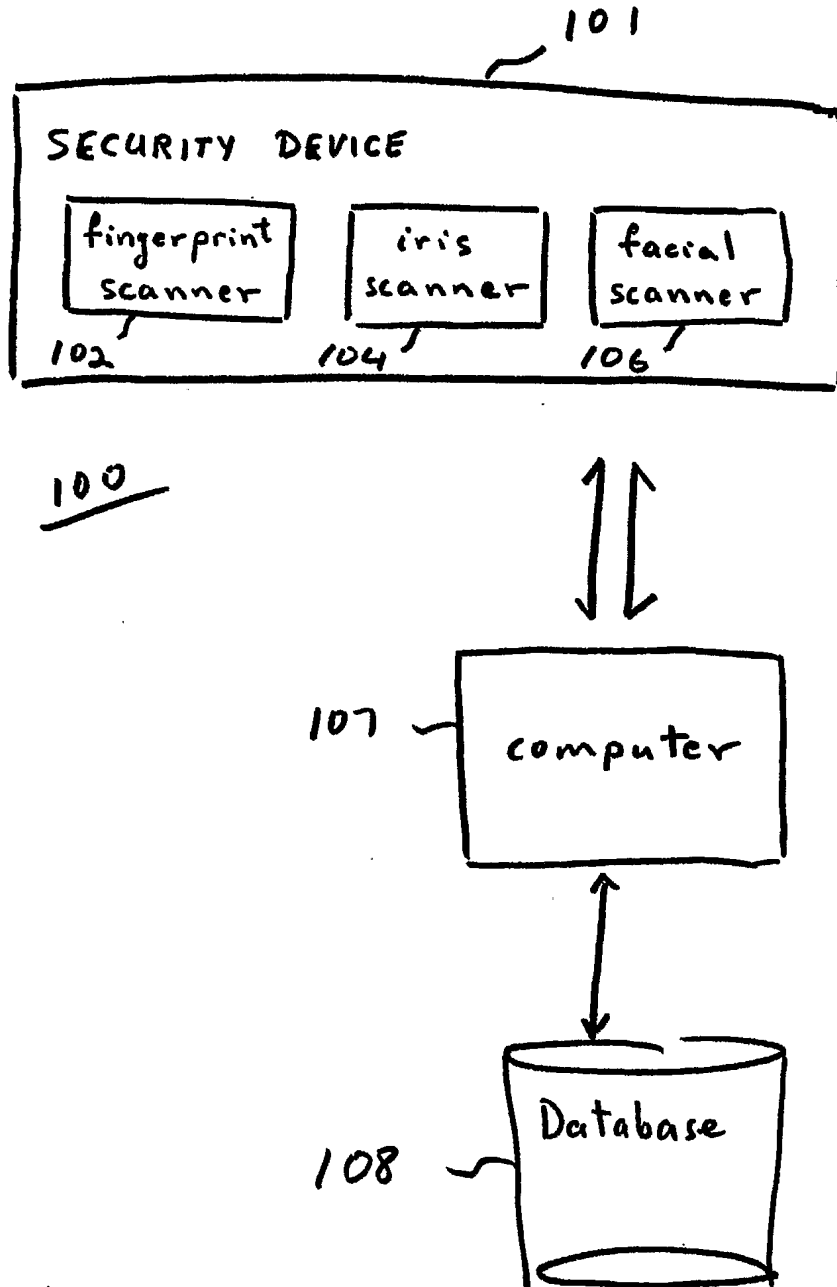 101
SECURITY DEVICE
fingerprint
scanner
iris
scanner
facial
scanner
102
104
106
100
107
computer
Database
108